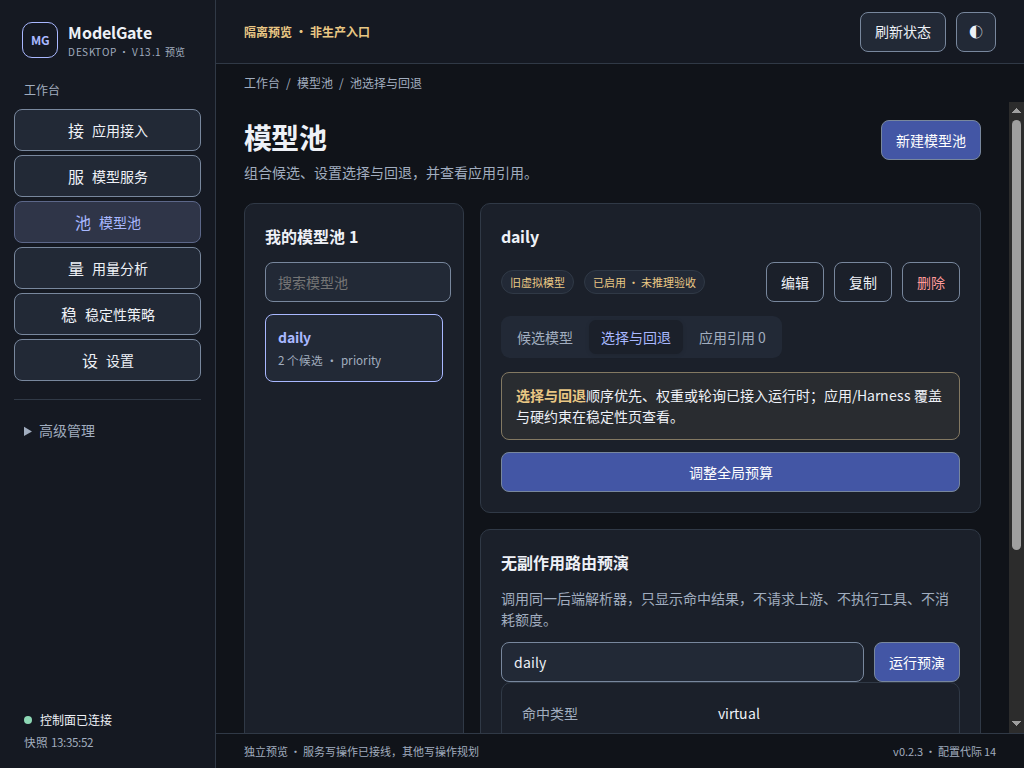 MG
ModelGate
DESKTOP · V13.1 预览
工作台
接 应用接入
服 模型服务
池 模型池
量 用量分析
稳 稳定性策略
设 设置
▶ 高级管理
控制面已连接
快照 13:35:52
隔离预览 · 非生产入口
刷新状态
工作台 / 模型池 / 池选择与回退
模型池
组合候选、设置选择与回退，并查看应用引用。
新建模型池
我的模型池 1
搜索模型池
daily
2 个候选 · priority
daily
旧虚拟模型
已启用 · 未推理验收
编辑
复制
删除
候选模型
选择与回退
应用引用 0
选择与回退顺序优先、权重或轮询已接入运行时；应用/Harness 覆盖
与硬约束在稳定性页查看。
调整全局预算
无副作用路由预演
调用同一后端解析器，只显示命中结果，不请求上游、不执行工具、不消
耗额度。
daily
运行预演
命中类型
virtual
独立预览 · 服务写操作已接线，其他写操作规划
v0.2.3 · 配置代际 14